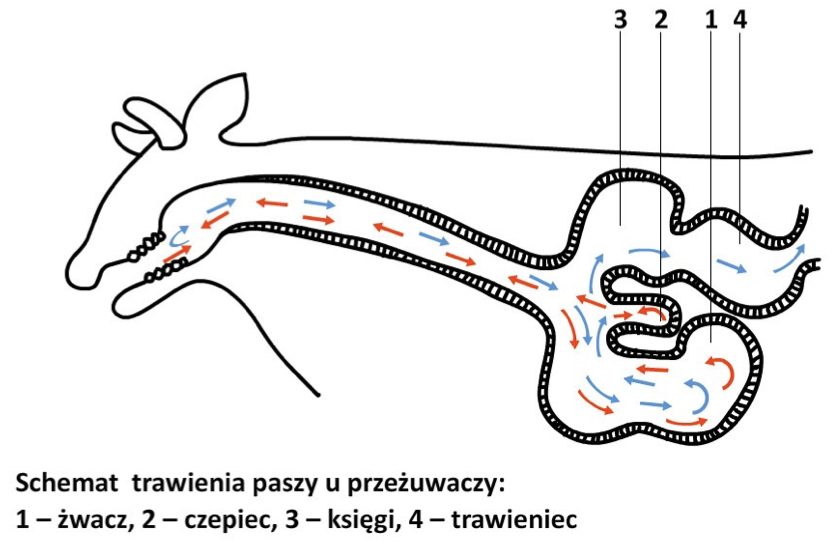 3 2 1 4
Schemat trawienia paszy u przeżuwaczy:
1 – żwacz, 2 – czepiec, 3 – księgi, 4 – trawieniec